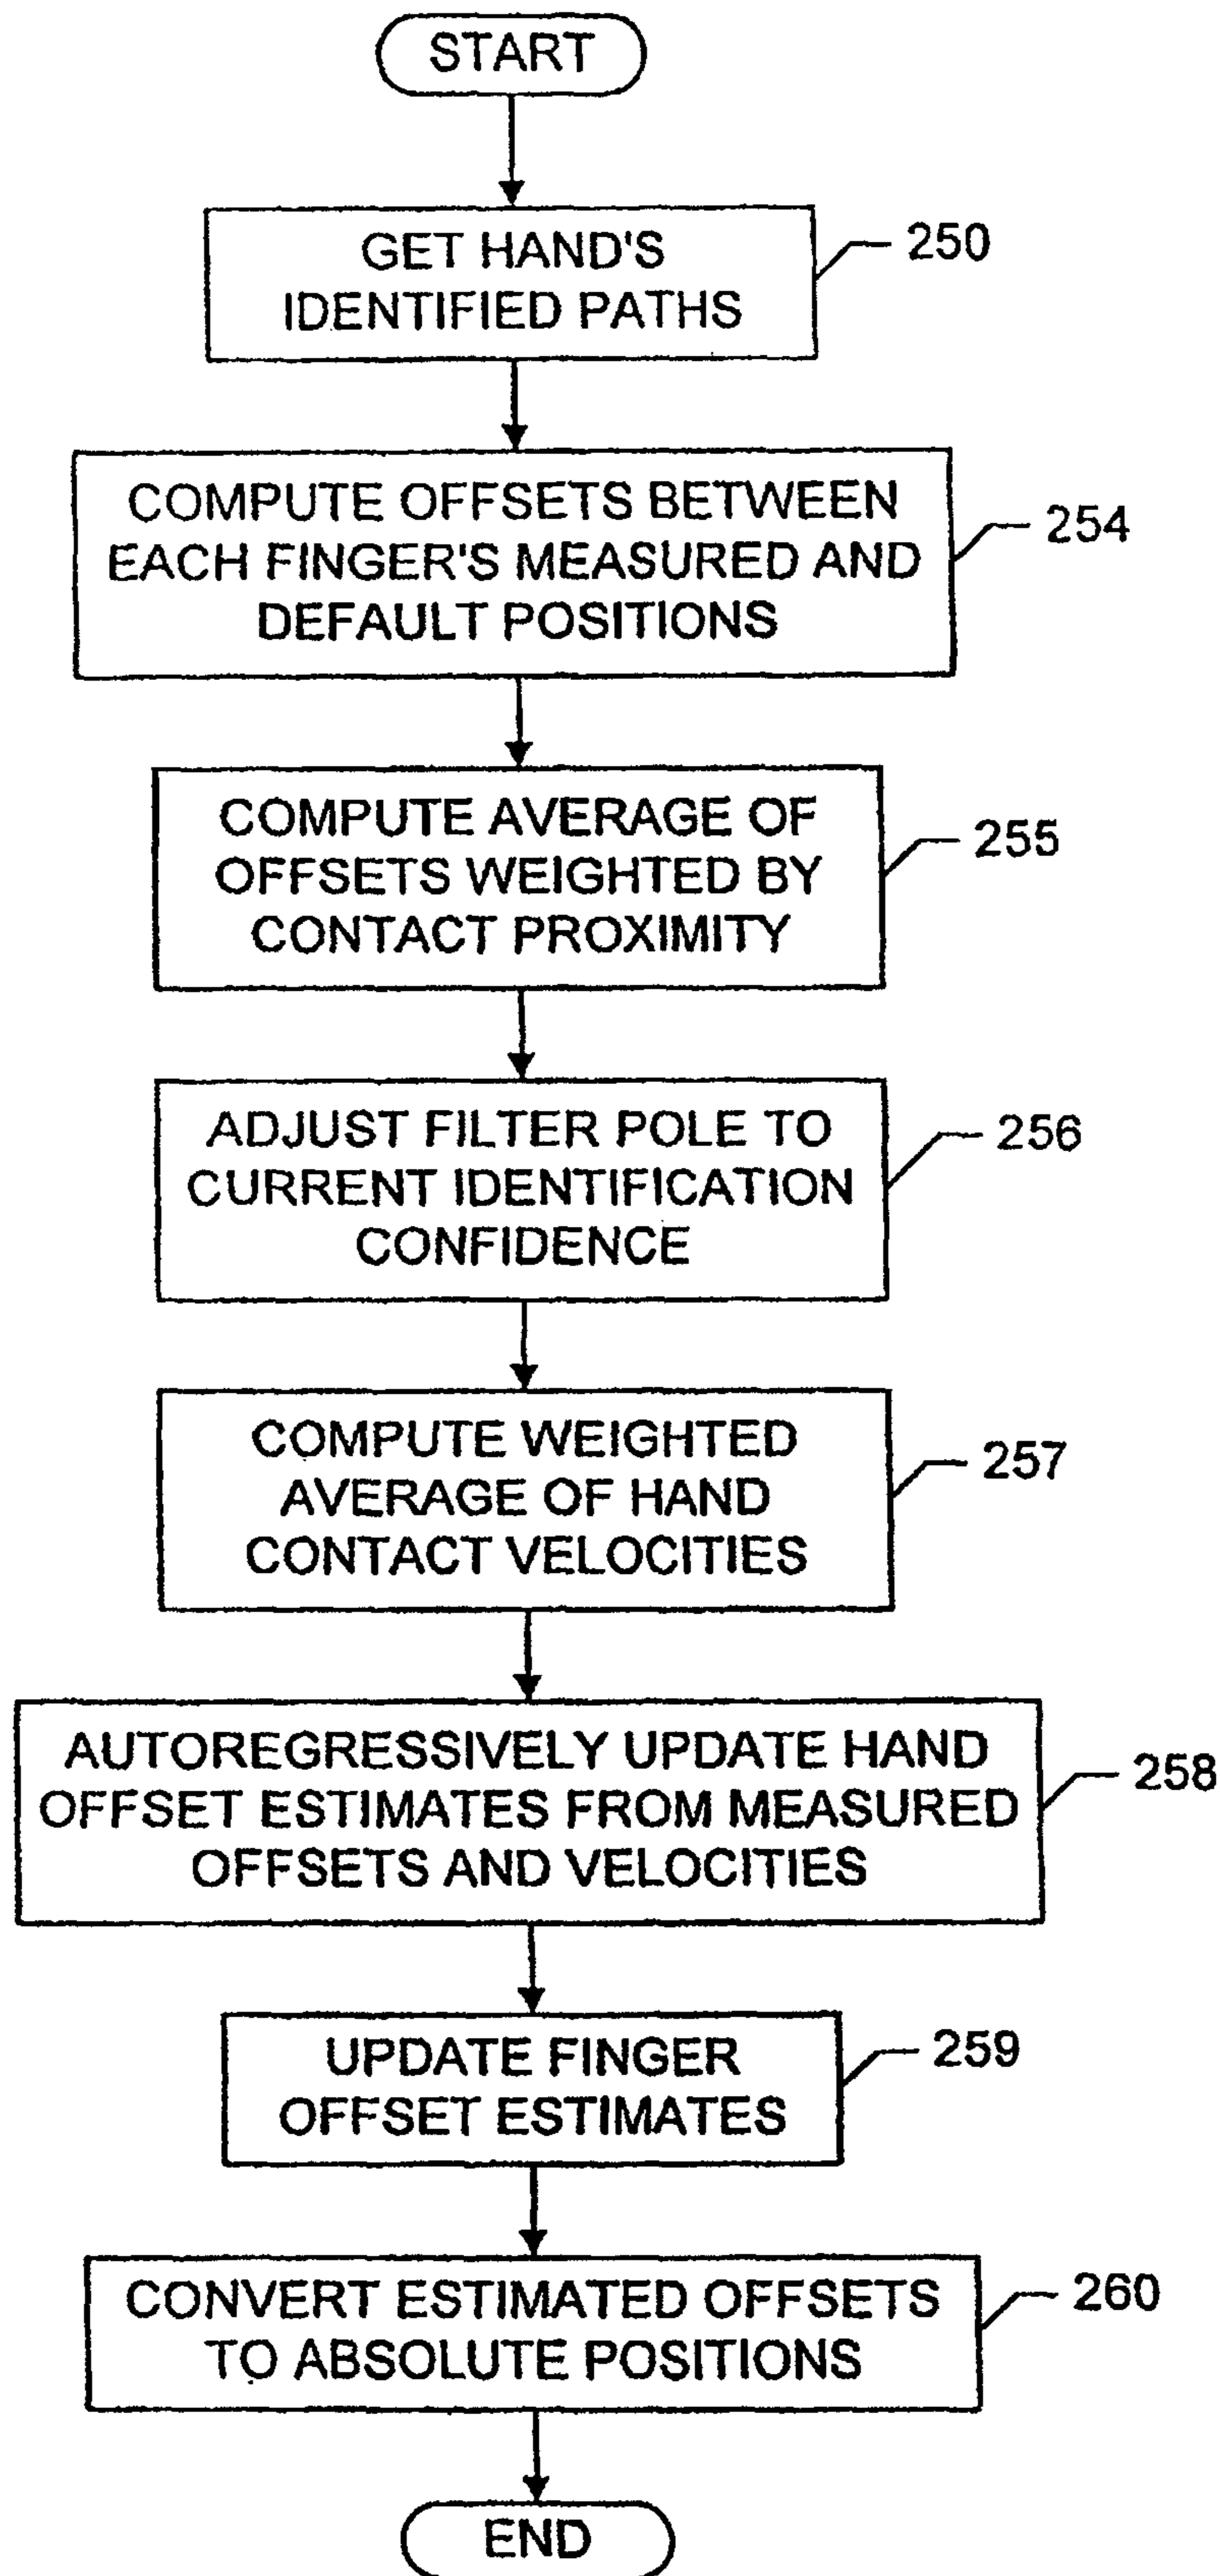 START
GET HAND'S
IDENTIFIED PATHS
250
COMPUTE OFFSETS BETWEEN
EACH FINGER'S MEASURED AND
DEFAULT POSITIONS
254
COMPUTE AVERAGE OF
OFFSETS WEIGHTED BY
CONTACT PROXIMITY
255
ADJUST FILTER POLE TO
CURRENT IDENTIFICATION
CONFIDENCE
256
COMPUTE WEIGHTED
AVERAGE OF HAND
CONTACT VELOCITIES
257
AUTOREGRESSIVELY UPDATE HAND
OFFSET ESTIMATES FROM MEASURED
OFFSETS AND VELOCITIES
258
UPDATE FINGER
OFFSET ESTIMATES
259
CONVERT ESTIMATED OFFSETS
TO ABSOLUTE POSITIONS
260
END